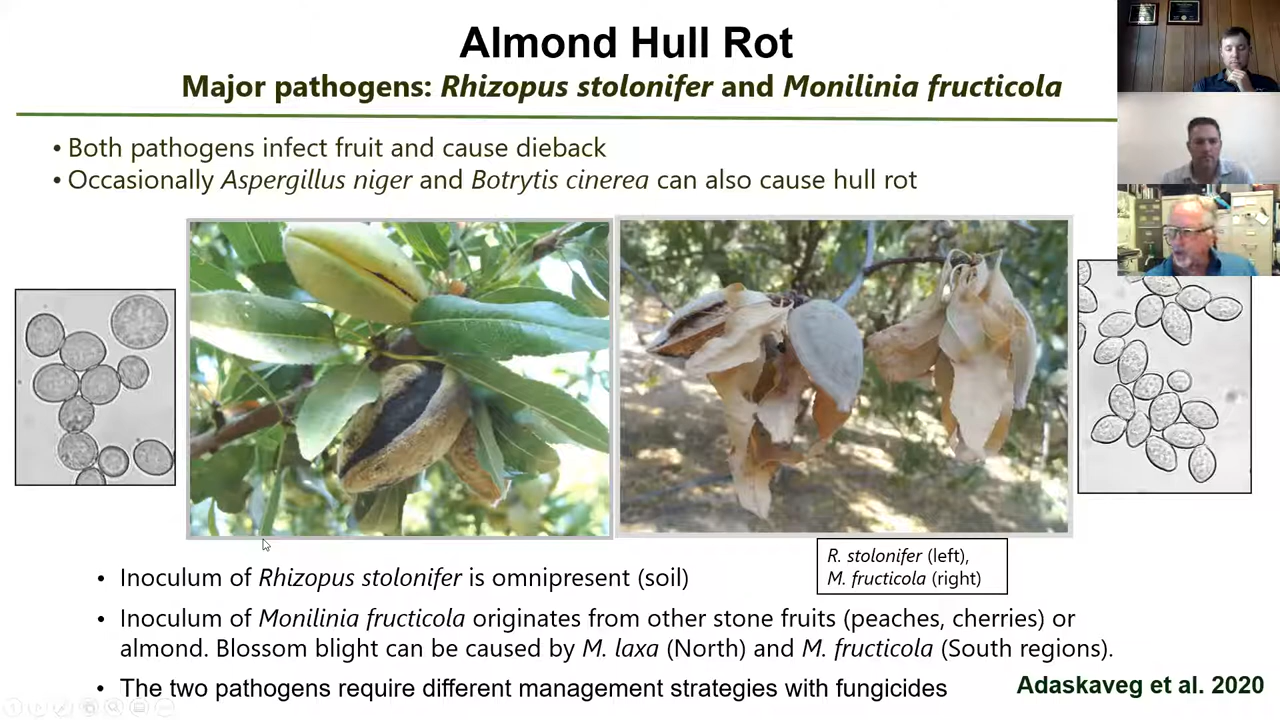 Almond Hull Rot
Major pathogens: Rhizopus stolonifer and Monilinia fructicola
• Both pathogens infect fruit and cause dieback
• Occasionally Aspergillus niger and Botrytis cinerea can also cause hull rot
R. stolonifer (left),
M. fructicola (right)
• Inoculum of Rhizopus stolonifer is omnipresent (soil)
• Inoculum of Monilinia fructicola originates from other stone fruits (peaches, cherries) or
almond. Blossom blight can be caused by M. laxa (North) and M. fructicola (South regions).
• The two pathogens require different management strategies with fungicides
Adaskaveg et al. 2020